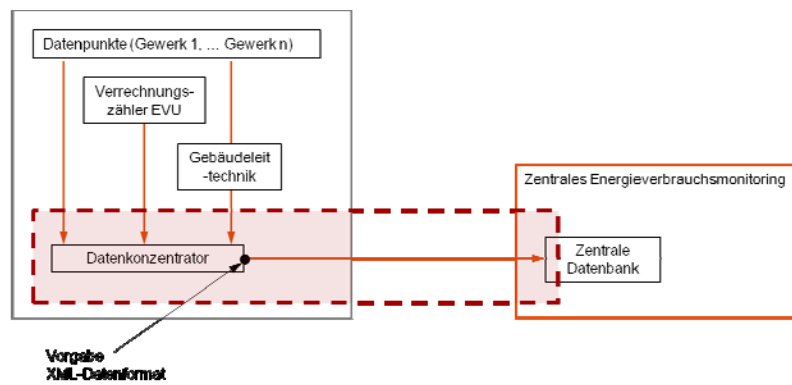 Datenpunkte (Gewerk 1, ... Gewerk n)
Verrechnungs-
zähler EVU
Gebäudeleit
-technik
Zentrales Energieverbrauchsmonitoring
Datenkonzentrator
Zentrale
Datenbank
Vorgabe
XML-Datenformat